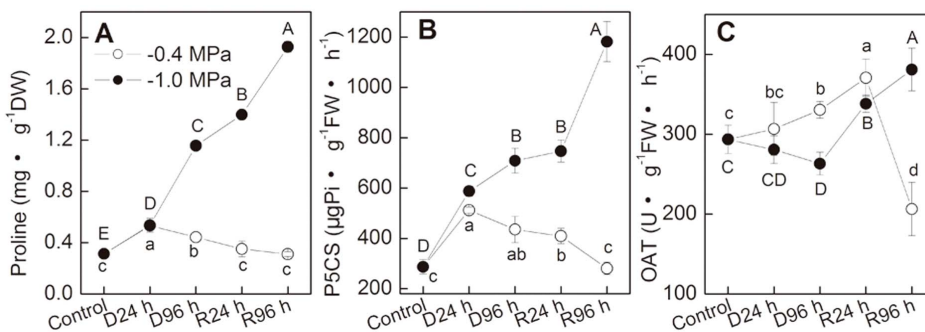 A
-0.4 MPa
-1.0 MPa
Proline (mg • g-1DW)
2.0
1.6
1.2
0.8
0.4
0.0
E
D
C
B
A
c
a
b
c
c
Control
D24 h
D96 h
R24 h
R96 h
B
P5CS (µgPi • g-1FW • h-1)
1200
1000
800
600
400
200
D
C
B
B
A
c
a
ab
b
c
Control
D24 h
D96 h
R24 h
R96 h
C
OAT (U • g-1FW • h-1)
400
300
200
100
c
bc
b
a
A
C
CD
D
B
d
Control
D24 h
D96 h
R24 h
R96 h